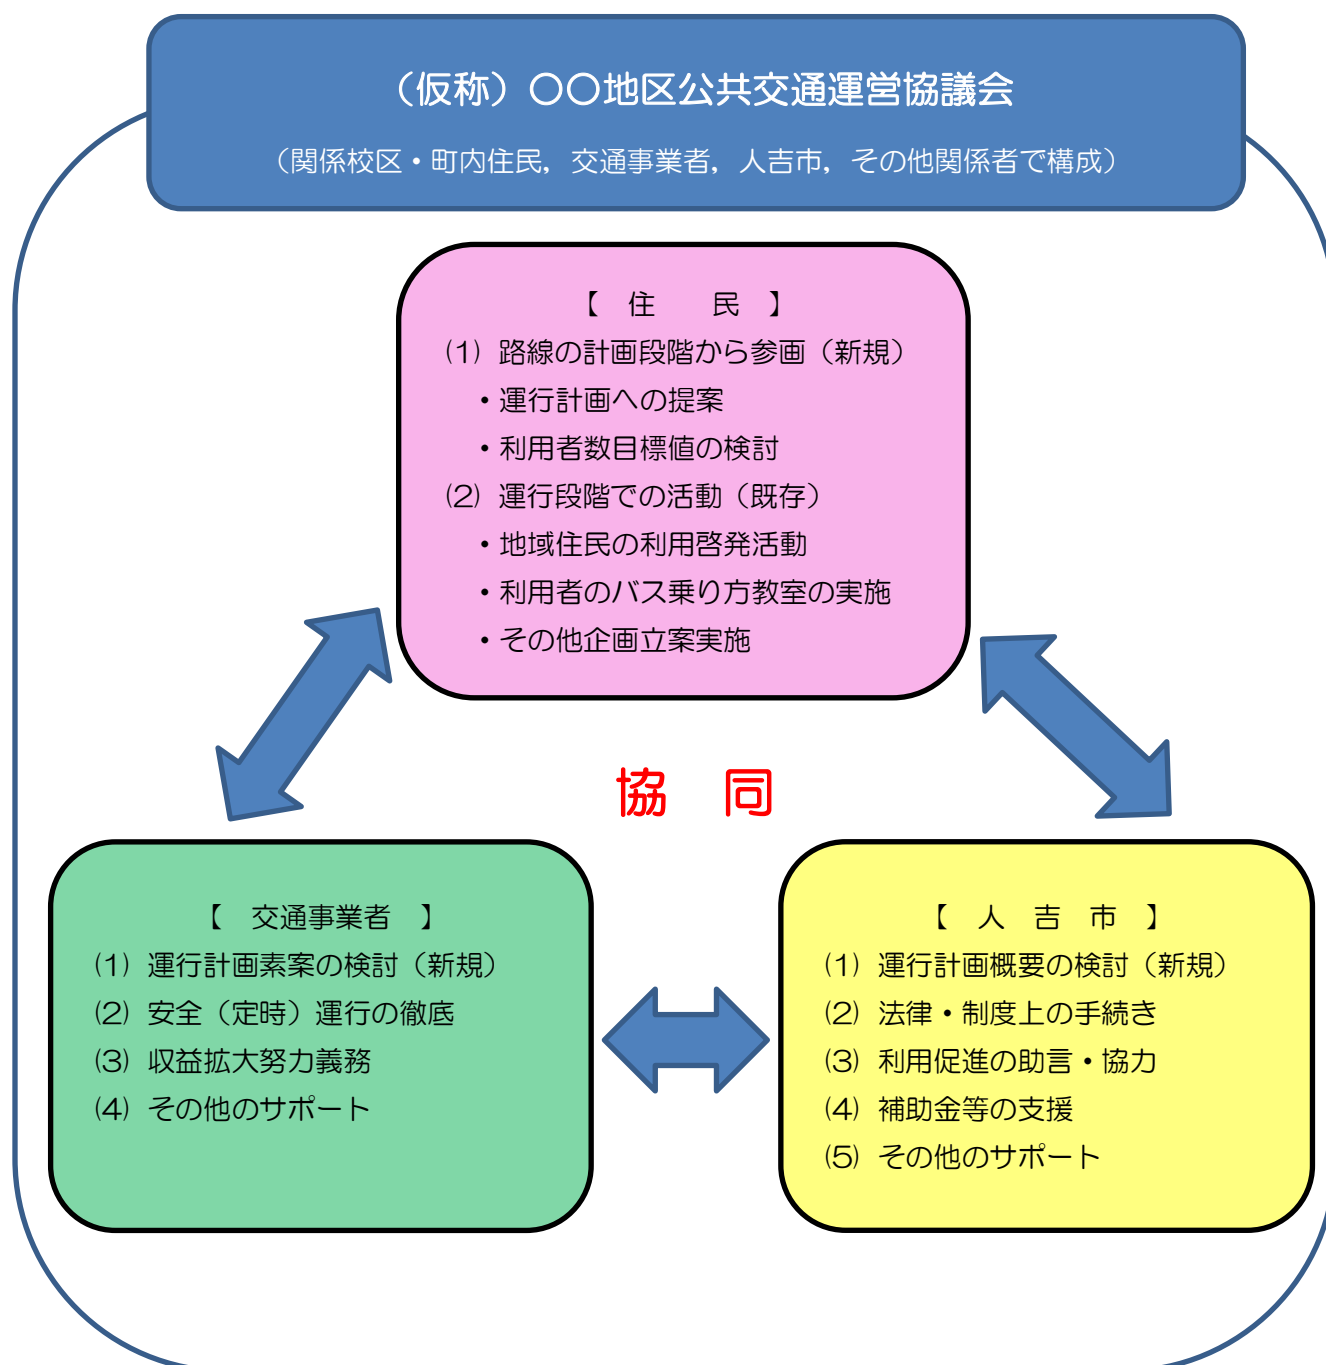 （仮称）〇〇地区公共交通運営協議会
（関係校区・町内住民，交通事業者，人吉市，その他関係者で構成）
【　住　　民　】
⑴ 路線の計画段階から参画（新規）
・運行計画への提案
・利用者数目標値の検討
⑵ 運行段階での活動（既存）
・地域住民の利用啓発活動
・利用者のバス乗り方教室の実施
・その他企画立案実施
協　同
【　交通事業者　】
⑴ 運行計画素案の検討（新規）
⑵ 安全（定時）運行の徹底
⑶ 収益拡大努力義務
⑷ その他のサポート
【　人　吉　市　】
⑴ 運行計画概要の検討（新規）
⑵ 法律・制度上の手続き
⑶ 利用促進の助言・協力
⑷ 補助金等の支援
⑸ その他のサポート